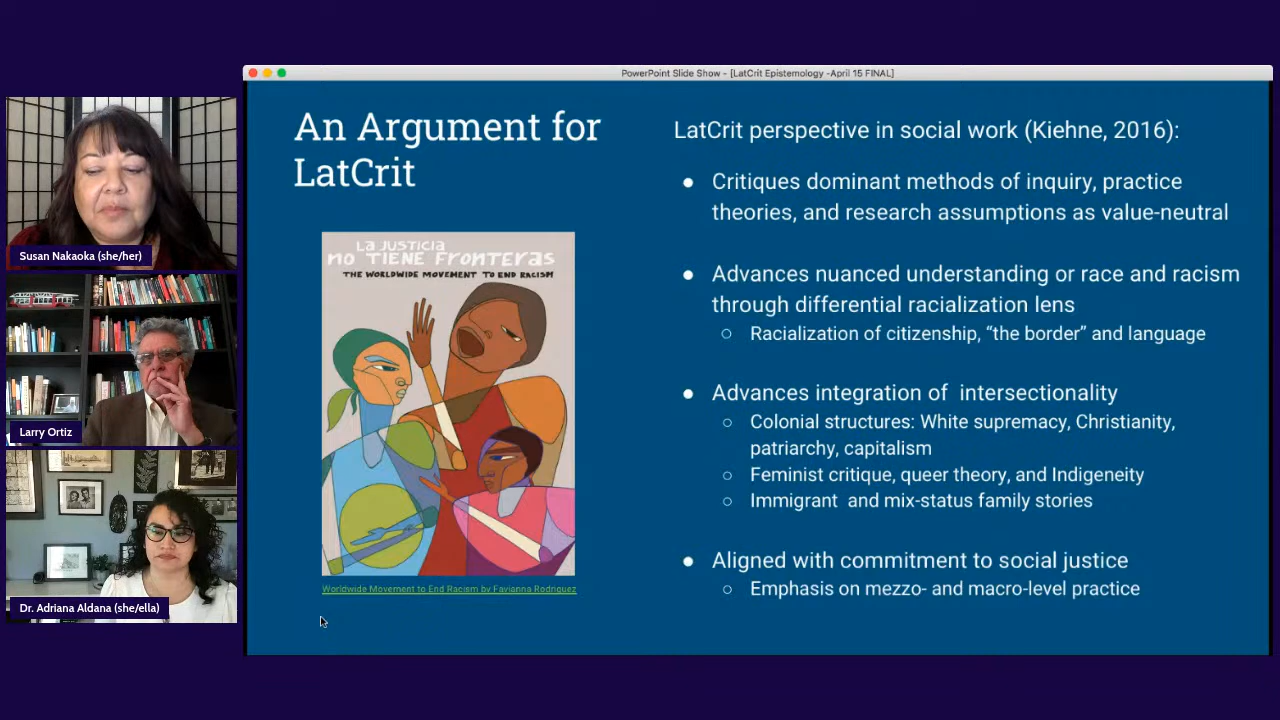 PowerPoint Slide Show - [LatCrit Epistemology -April 15 FINAL]
An Argument for
LatCrit
La Justicia
no Tiene Fronteras
The Worldwide Movement to End Racism
Worldwide Movement to End Racism by Favianna Rodriguez
LatCrit perspective in social work (Kiehne, 2016):
● Critiques dominant methods of inquiry, practice
theories, and research assumptions as value-neutral
● Advances nuanced understanding or race and racism
through differential racialization lens
○ Racialization of citizenship, “the border” and language
● Advances integration of  intersectionality
○ Colonial structures: White supremacy, Christianity,
patriarchy, capitalism
○ Feminist critique, queer theory, and Indigeneity
○ Immigrant  and mix-status family stories
● Aligned with commitment to social justice
○ Emphasis on mezzo- and macro-level practice
Susan Nakaoka (she/her)
Larry Ortiz
Dr. Adriana Aldana (she/ella)